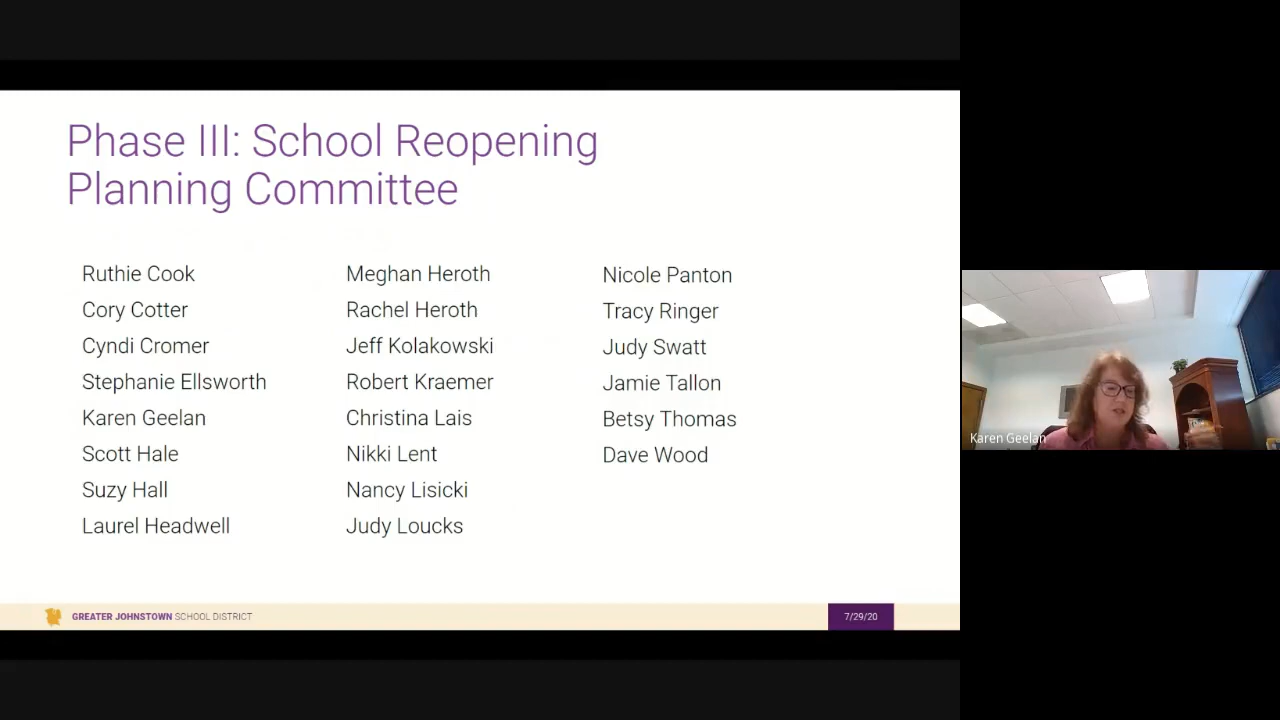 Phase III: School Reopening
Planning Committee
Ruthie Cook
Cory Cotter
Cyndi Cromer
Stephanie Ellsworth
Karen Geelan
Scott Hale
Suzy Hall
Laurel Headwell
Meghan Heroth
Rachel Heroth
Jeff Kolakowski
Robert Kraemer
Christina Lais
Nikki Lent
Nancy Lisicki
Judy Loucks
Nicole Panton
Tracy Ringer
Judy Swatt
Jamie Tallon
Betsy Thomas
Dave Wood
GREATER JOHNSTOWN SCHOOL DISTRICT
7/29/20
Karen Geelan